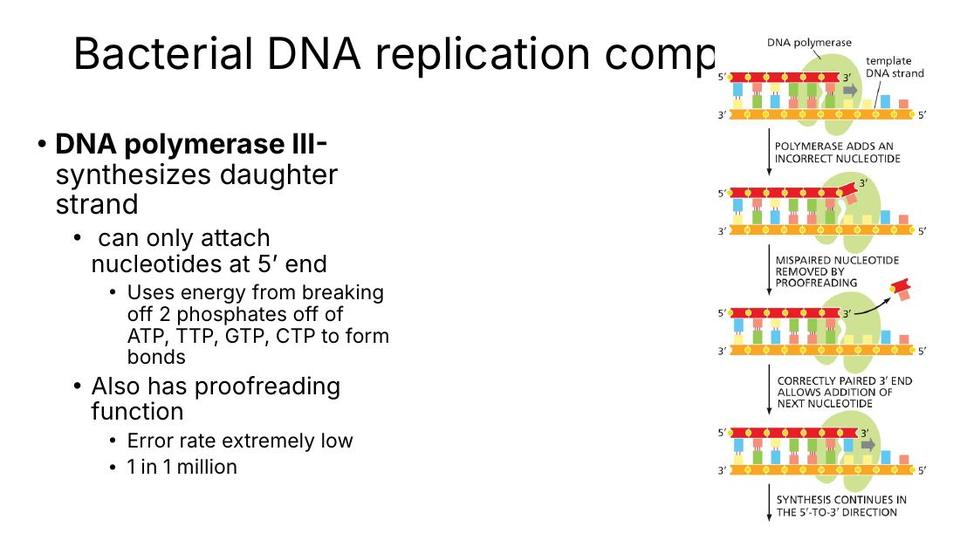 Bacterial DNA replication comp
• DNA polymerase III-
synthesizes daughter
strand
• can only attach
nucleotides at 5’ end
• Uses energy from breaking
off 2 phosphates off of
ATP, TTP, GTP, CTP to form
bonds
• Also has proofreading
function
• Error rate extremely low
• 1 in 1 million
DNA polymerase
template
DNA strand
5′ 3′
3′ 5′
POLYMERASE ADDS AN
INCORRECT NUCLEOTIDE
5′ 3′
3′ 5′
MISPAIRED NUCLEOTIDE
REMOVED BY
PROOFREADING
5′ 3′
3′ 5′
CORRECTLY PAIRED 3′ END
ALLOWS ADDITION OF
NEXT NUCLEOTIDE
5′ 3′
3′ 5′
SYNTHESIS CONTINUES IN
THE 5′-TO-3′ DIRECTION